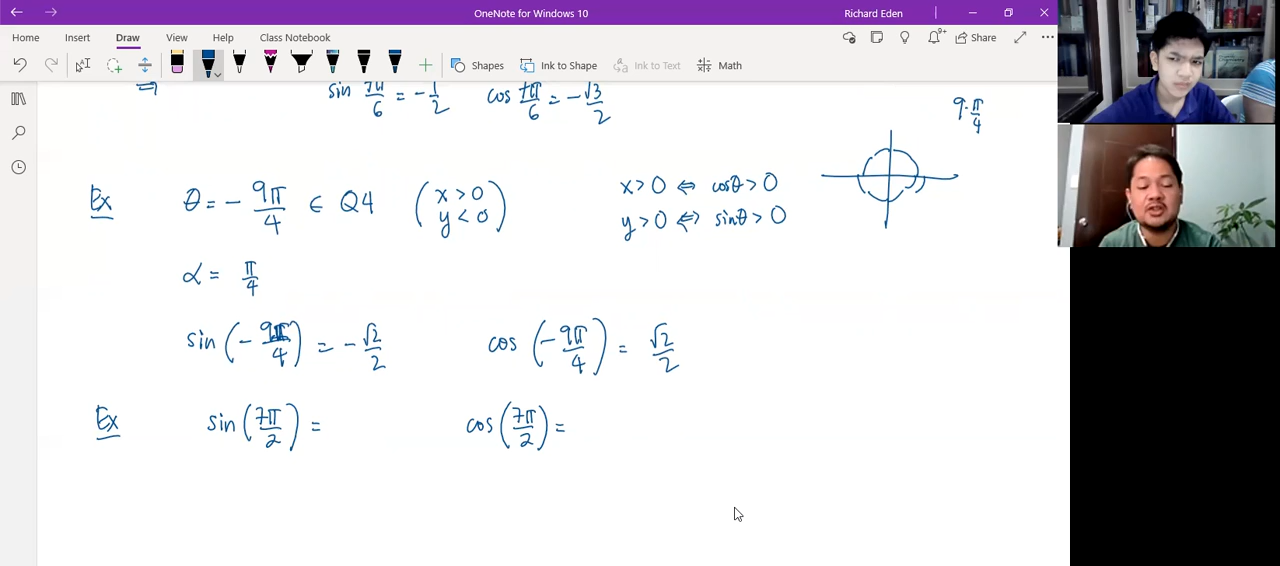 OneNote for Windows 10
Richard Eden
Home Insert Draw View Help Class Notebook
Share
Shapes Ink to Shape Ink to Text Math
sin 7π/6 = -1/2 cos 7π/6 = -√3/2
9·π/4
Ex θ = -9π/4 ∈ Q4 (x > 0 y < 0)
x > 0 ⇔ cosθ > 0
y > 0 ⇔ sinθ > 0
α = π/4
sin(-9π/4) = -√2/2 cos(-9π/4) = √2/2
Ex sin(7π/2) = cos(7π/2) =